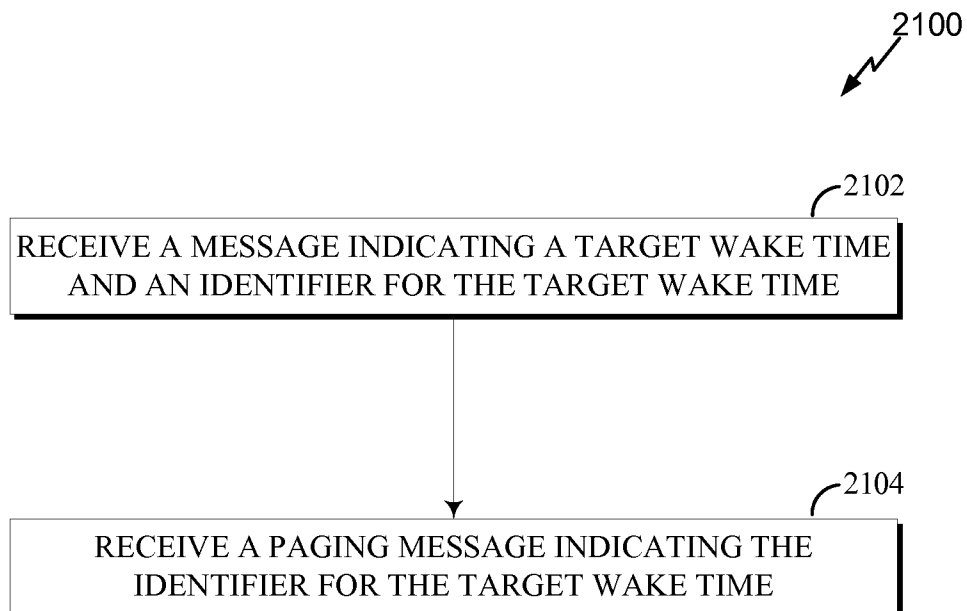 2100
2102
RECEIVE A MESSAGE INDICATING A TARGET WAKE TIME
AND AN IDENTIFIER FOR THE TARGET WAKE TIME
2104
RECEIVE A PAGING MESSAGE INDICATING THE
IDENTIFIER FOR THE TARGET WAKE TIME